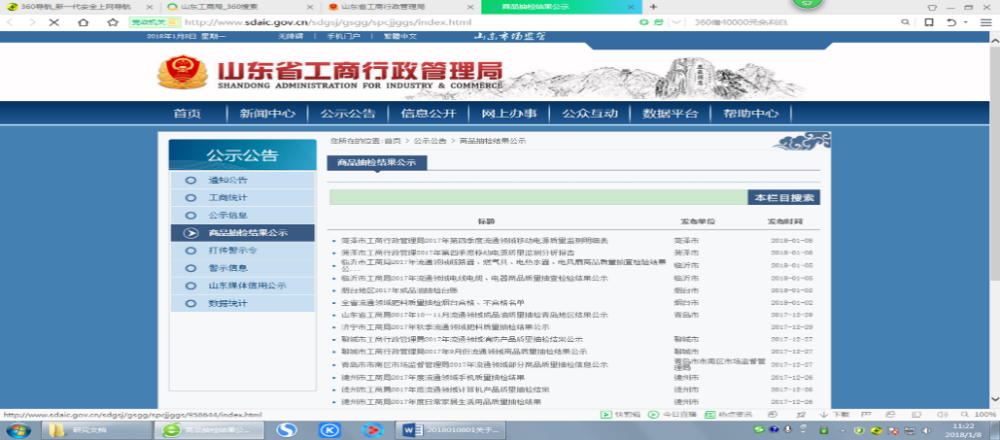 360导航_新一代安全上网导航
山东工商局_360搜索
山东省工商行政管理局
商品抽检结果公示
57
http://www.sdaic.gov.cn/sdgsj/gsgg/spcjjggs/index.html
360借40000元免利息
2018年1月8日 星期一
无障碍 | 手机门户 | 繁體中文
山东市场监管
山东省工商行政管理局
SHANDONG ADMINISTRATION FOR INDUSTRY & COMMERCE
首页 新闻中心 公示公告 信息公开 网上办事 公众互动 数据平台 帮助中心
公示公告
通知公告
工商统计
公示信息
商品抽检结果公示
打传警示令
警示信息
山东媒体信用公示
数据统计
您所在的位置:首页 > 公示公告 > 商品抽检结果公示
商品抽检结果公示
本栏目搜索
标题 发布单位 发布时间
菏泽市工商行政管理局2017年第四季度流通领域移动电源质量监测明细表 菏泽市 2018-01-08
菏泽市工商行政管理2017年第四季度移动电源质量监测分析报告 菏泽市 2018-01-08
临沂市工商局2017年流通领域断路器、燃气具、电热水器、电风扇商品质量抽查检验结果公... 临沂市 2018-01-05
临沂市工商局2017年流通领域电线电缆、电器商品质量抽查检验结果公示 临沂市 2018-01-05
烟台地区2017年成品油抽检台账 烟台市 2018-01-02
全省流通领域肥料质量抽检烟台合格、不合格名单 烟台市 2018-01-02
山东省工商局2017年10-11月流通领域成品油质量抽检青岛地区结果公示 青岛市 2017-12-29
济宁市工商局2017年秋季流通领域肥料质量抽检结果公示 2017-12-29
聊城市工商行政管理局2017年流通领域消防产品质量抽检结果公示 聊城市 2017-12-27
聊城市工商行政管理局2017年9月份流通领域商品质量抽检结果公示 聊城市 2017-12-27
青岛市市南区市场监督管理局2017年流通领域部分商品质量抽检信息公示 青岛市市南区市场监督管理局 2017-12-27
德州市工商局2017年度流通领域手机质量抽检结果 德州市 2017-12-26
德州市工商局2017年度流通领域计算机产品质量抽检结果 德州市 2017-12-26
德州市工商局2017年度日常家居生活用品质量抽检结果 德州市 2017-12-26
http://www.sdaic.gov.cn/sdgsj/gsgg/spcjjggs/958644/index.html
快剪辑 今日直播 热点资讯 下载 100%
研究文档
商品抽检结果公...
2018010801关于...
11:22
2018/1/8